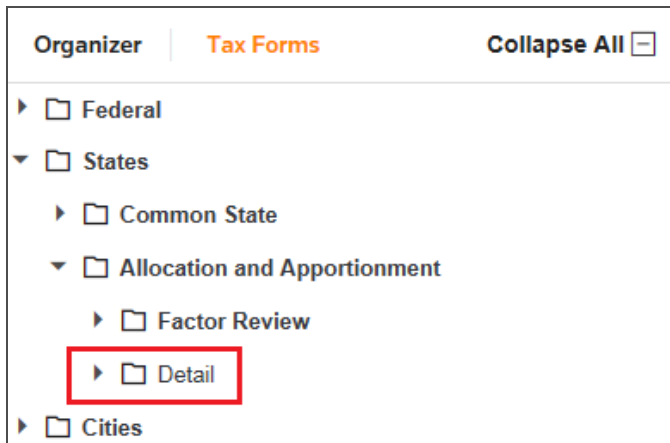 Organizer Tax Forms Collapse All
Federal
States
Common State
Allocation and Apportionment
Factor Review
Detail
Cities